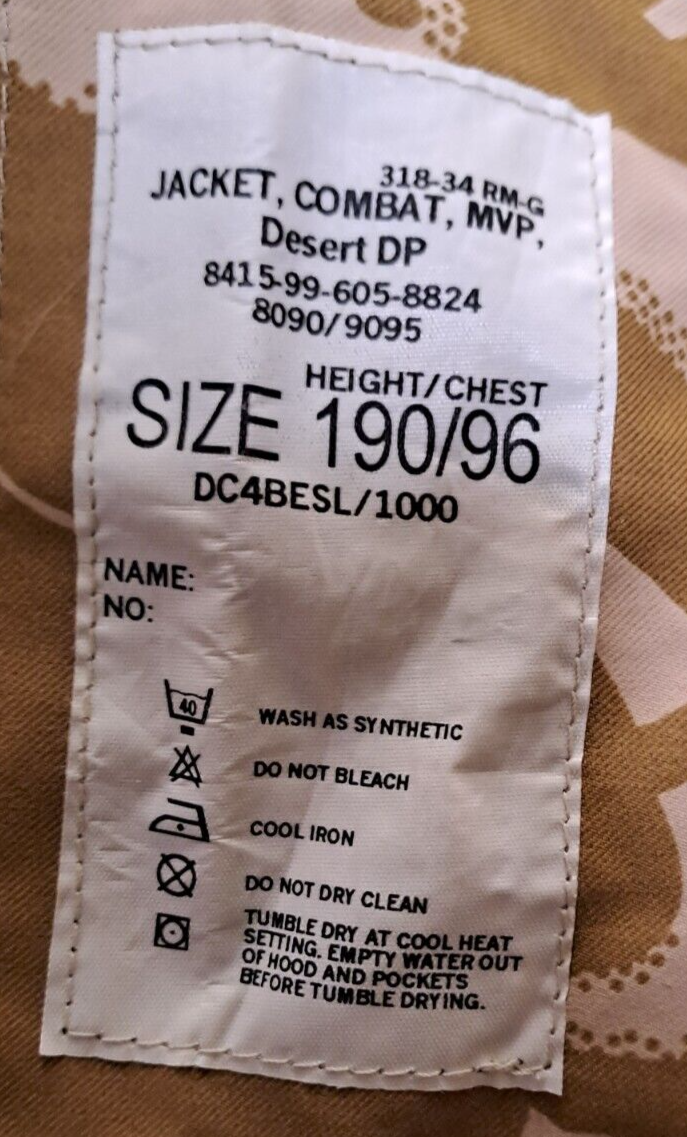 318-34 RM-G
JACKET, COMBAT, MVP,
Desert DP
8415-99-605-8824
8090/9095
HEIGHT/CHEST
SIZE 190/96
DC4BESL/1000
NAME:
NO:
40 WASH AS SYNTHETIC
DO NOT BLEACH
COOL IRON
DO NOT DRY CLEAN
TUMBLE DRY AT COOL HEAT
SETTING. EMPTY WATER OUT
OF HOOD AND POCKETS
BEFORE TUMBLE DRYING.